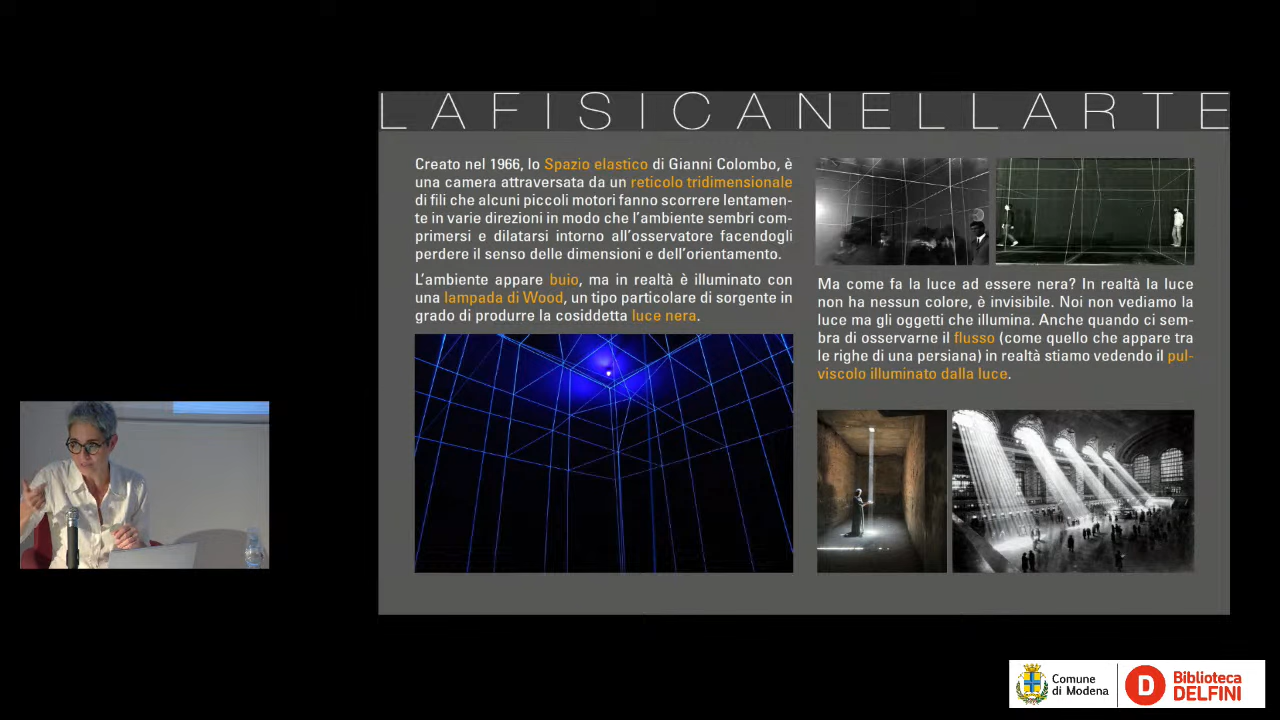 LAFISICANELLARTE
Creato nel 1966, lo Spazio elastico di Gianni Colombo, è
una camera attraversata da un reticolo tridimensionale
di fili che alcuni piccoli motori fanno scorrere lentamen-
te in varie direzioni in modo che l'ambiente sembri com-
primersi e dilatarsi intorno all'osservatore facendogli
perdere il senso delle dimensioni e dell'orientamento.
L'ambiente appare buio, ma in realtà è illuminato con
una lampada di Wood, un tipo particolare di sorgente in
grado di produrre la cosiddetta luce nera.
Ma come fa la luce ad essere nera? In realtà la luce
non ha nessun colore, è invisibile. Noi non vediamo la
luce ma gli oggetti che illumina. Anche quando ci sem-
bra di osservarne il flusso (come quello che appare tra
le righe di una persiana) in realtà stiamo vedendo il pul-
viscolo illuminato dalla luce.
Comune
di Modena
D
Biblioteca
DELFINI